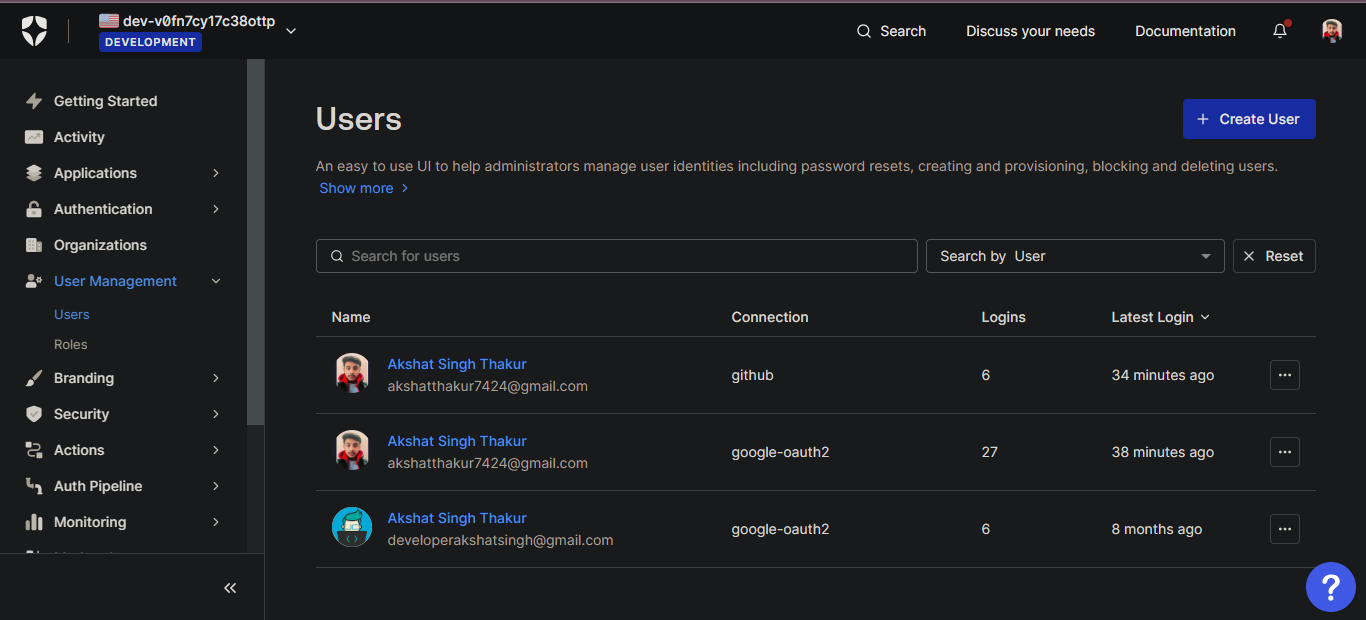 dev-v0fn7cy17c38ottp
DEVELOPMENT
Search
Discuss your needs
Documentation
Getting Started
Activity
Applications
Authentication
Organizations
User Management
Users
Roles
Branding
Security
Actions
Auth Pipeline
Monitoring
Users
+ Create User
An easy to use UI to help administrators manage user identities including password resets, creating and provisioning, blocking and deleting users.
Show more
Search for users
Search by User
Reset
Name Connection Logins Latest Login
Akshat Singh Thakur
akshatthakur7424@gmail.com
github 6 34 minutes ago
Akshat Singh Thakur
akshatthakur7424@gmail.com
google-oauth2 27 38 minutes ago
Akshat Singh Thakur
developerakshatsingh@gmail.com
google-oauth2 6 8 months ago
?